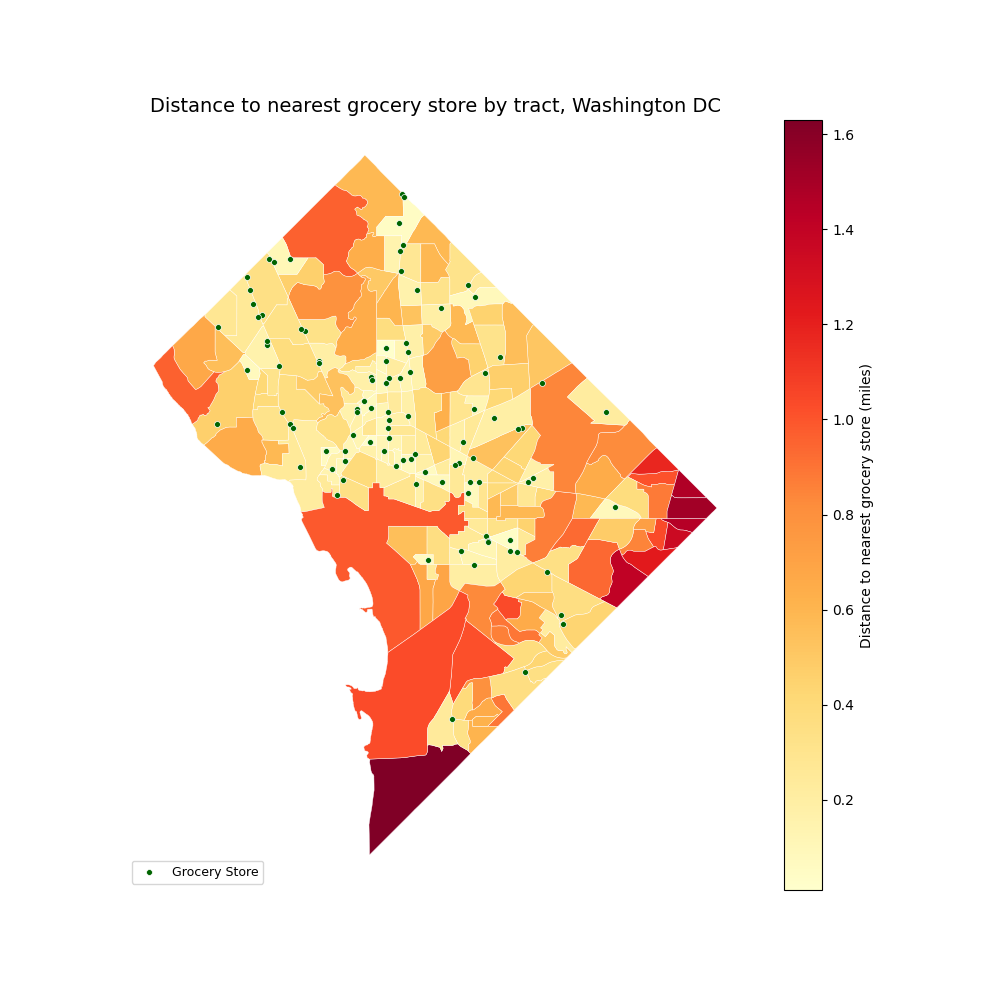 Distance to nearest grocery store by tract, Washington DC
1.6
1.4
1.2
1.0
0.8
0.6
0.4
0.2
Distance to nearest grocery store (miles)
Grocery Store